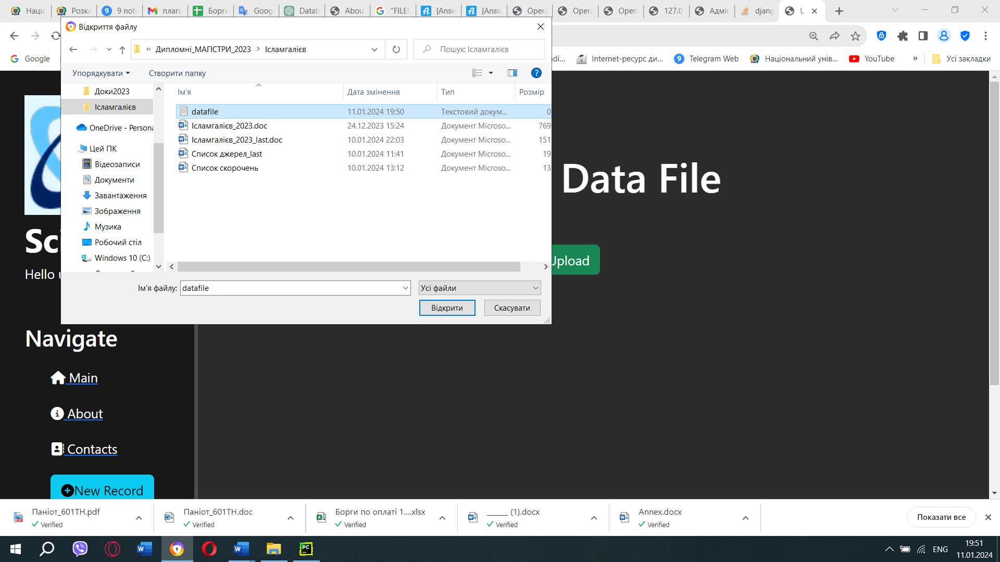 Націс
Розкл
9 noti
плагіа
Борги
Goog
Datab
Abou
"FILES
[Answ
[Answ
Opera
Opera
Opera
127.0.
Адмін
djang
U
Відкриття файлу
« Дипломні_МАГІСТРИ_2023 > Ісламгалієв
Пошук: Ісламгалієв
Google
adi...
Internet-ресурс ди...
Telegram Web
Національний унів...
YouTube
»
Усі закладки
Упорядкувати
Створити папку
Ім'я
Дата змінення
Тип
Розмір
Доки2023
Ісламгалієв
OneDrive - Persona
Цей ПК
Відеозаписи
Документи
Завантаження
Зображення
Музика
Робочий стіл
Windows 10 (C:)
datafile 11.01.2024 19:50 Текстовий докум... 0
Ісламгалієв_2023.doc 24.12.2023 15:24 Документ Microso... 769
Ісламгалієв_2023_last.doc 10.01.2024 22:03 Документ Microso... 151
Список джерел_last 10.01.2024 11:41 Документ Microso... 19
Список скорочень 10.01.2024 13:12 Документ Microso... 13
Ім'я файлу: datafile
Усі файли
Відкрити
Скасувати
Data File
Upload
Sci
Hello u
Navigate
Main
About
Contacts
New Record
Паніот_601ТН.pdf
Verified
Паніот_601ТН.doc
Verified
Борги по оплаті 1....xlsx
Verified
______ (1).docx
Verified
Annex.docx
Verified
Показати все
ENG
19:51
11.01.2024